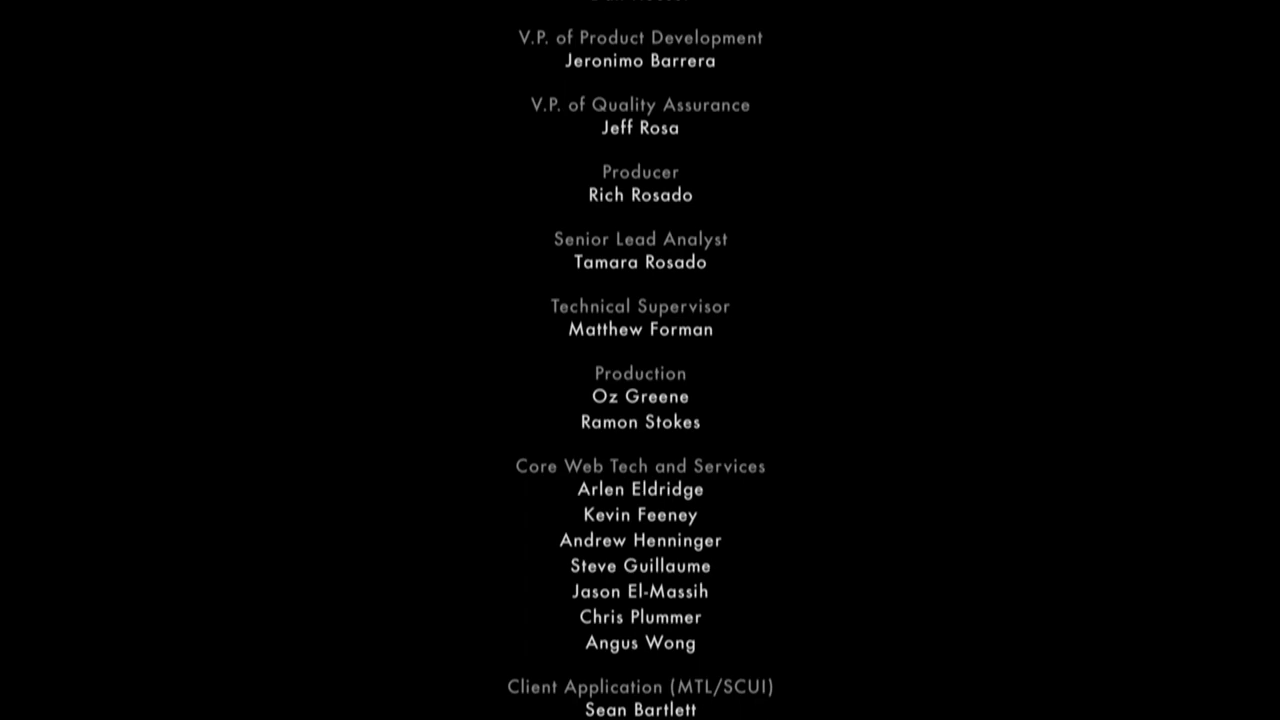 V.P. of Product Development
Jeronimo Barrera
V.P. of Quality Assurance
Jeff Rosa
Producer
Rich Rosado
Senior Lead Analyst
Tamara Rosado
Technical Supervisor
Matthew Forman
Production
Oz Greene
Ramon Stokes
Core Web Tech and Services
Arlen Eldridge
Kevin Feeney
Andrew Henninger
Steve Guillaume
Jason El-Massih
Chris Plummer
Angus Wong
Client Application (MTL/SCUI)
Sean Bartlett